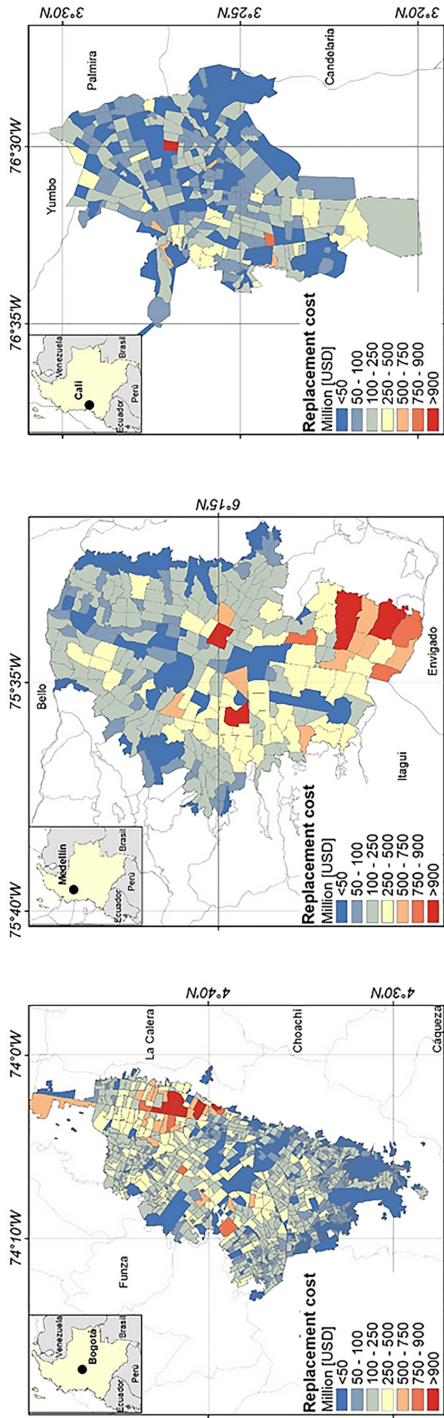 74°10'W
74°0'W
Venezuela
Bogotá
Ecuador
Brasil
Perú
Funza
La Calera
4°40'N
Choachi
4°30'N
Cáqueza
Replacement cost
Million [USD]
<50
50 - 100
100 - 250
250 - 500
500 - 750
750 - 900
>900
75°40'W
75°35'W
Venezuela
Medellín
Ecuador
Brasil
Perú
Bello
6°15'N
Itagui
Envigado
Replacement cost
Million [USD]
<50
50 - 100
100 - 250
250 - 500
500 - 750
750 - 900
>900
76°35'W
76°30'W
Venezuela
Cali
Ecuador
Brasil
Perú
Yumbo
Palmira
3°30'N
3°25'N
Candelaria
3°20'N
Replacement cost
Million [USD]
<50
50 - 100
100 - 250
250 - 500
500 - 750
750 - 900
>900